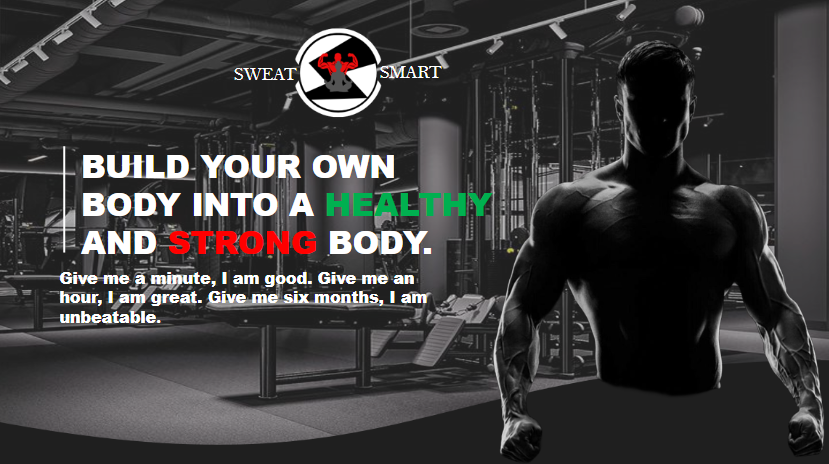 SWEAT SMART
BUILD YOUR OWN
BODY INTO A HEALTHY
AND STRONG BODY.
Give me a minute, I am good. Give me an
hour, I am great. Give me six months, I am
unbeatable.